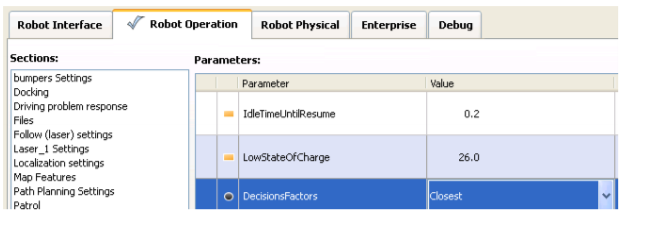 Robot Interface Robot Operation Robot Physical Enterprise Debug
Sections:
bumpers Settings
Docking
Driving problem response
Files
Follow (laser) settings
Laser_1 Settings
Localization settings
Map Features
Path Planning Settings
Patrol
Parameters:
Parameter Value
IdleTimeUntilResume 0.2
LowStateOfCharge 26.0
DecisionsFactors Closest